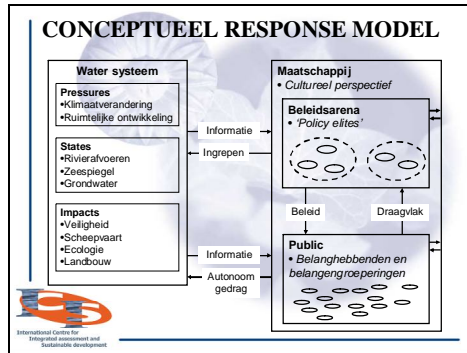 CONCEPTUEEL RESPONSE MODEL
Water systeem
Pressures
•Klimaatverandering
•Ruimtelijke ontwikkeling
States
•Rivierafvoeren
•Zeespiegel
•Grondwater
Impacts
•Veiligheid
•Scheepvaart
•Ecologie
•Landbouw
Informatie
Ingrepen
Informatie
Autonoom
gedrag
Maatschappij
• Cultureel perspectief
Beleidsarena
• 'Policy elites'
Beleid
Draagvlak
Public
• Belanghebbenden en
belangengroeperingen
International Centre for
Integrated assessment and
Sustainable development